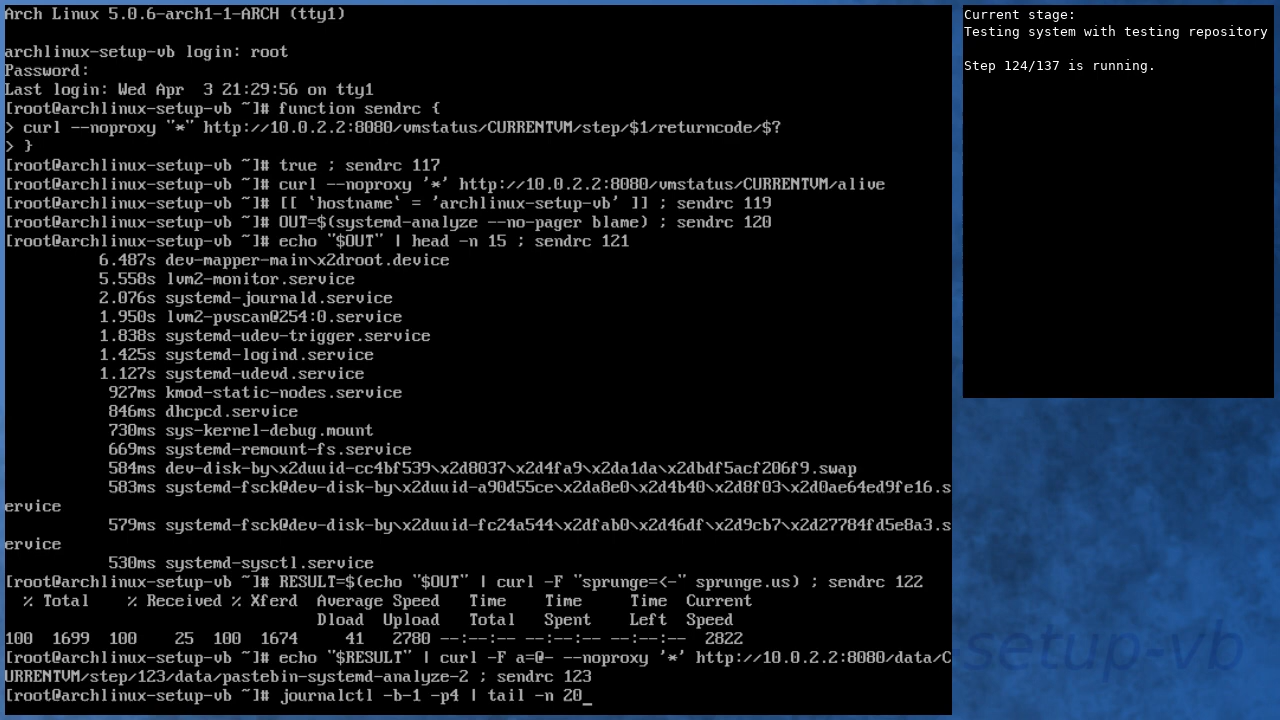 Arch Linux 5.0.6-arch1-1-ARCH (tty1)
archlinux-setup-vb login: root
Password:
Last login: Wed Apr  3 21:29:56 on tty1
[root@archlinux-setup-vb ~]# function sendrc {
> curl --noproxy "*" http://10.0.2.2:8080/vmstatus/CURRENTVM/step/$1/returncode/$?
> }
[root@archlinux-setup-vb ~]# true ; sendrc 117
[root@archlinux-setup-vb ~]# curl --noproxy '*' http://10.0.2.2:8080/vmstatus/CURRENTVM/alive
[root@archlinux-setup-vb ~]# [[ `hostname` = 'archlinux-setup-vb' ]] ; sendrc 119
[root@archlinux-setup-vb ~]# OUT=$(systemd-analyze --no-pager blame) ; sendrc 120
[root@archlinux-setup-vb ~]# echo "$OUT" | head -n 15 ; sendrc 121
          6.487s dev-mapper-main\x2droot.device
          5.558s lvm2-monitor.service
          2.076s systemd-journald.service
          1.950s lvm2-pvscan@254:0.service
          1.838s systemd-udev-trigger.service
          1.425s systemd-logind.service
          1.127s systemd-udevd.service
           927ms kmod-static-nodes.service
           846ms dhcpcd.service
           730ms sys-kernel-debug.mount
           669ms systemd-remount-fs.service
           584ms dev-disk-by\x2duuid-cc4bf539\x2d8037\x2d4fa9\x2da1da\x2dbdf5acf206f9.swap
           583ms systemd-fsck@dev-disk-by\x2duuid-a90d55ce\x2da8e0\x2d4b40\x2d8f03\x2d0ae64ed9fe16.s
ervice
           579ms systemd-fsck@dev-disk-by\x2duuid-fc24a544\x2dfab0\x2d46df\x2d9cb7\x2d27784fd5e8a3.s
ervice
           530ms systemd-sysctl.service
[root@archlinux-setup-vb ~]# RESULT=$(echo "$OUT" | curl -F "sprunge=<-" sprunge.us) ; sendrc 122
  % Total    % Received % Xferd  Average Speed   Time    Time     Time  Current
                                 Dload  Upload   Total   Spent    Left  Speed
100  1699  100    25  100  1674     41   2780 --:--:-- --:--:-- --:--:--  2822
[root@archlinux-setup-vb ~]# echo "$RESULT" | curl -F a=@- --noproxy '*' http://10.0.2.2:8080/data/C
URRENTVM/step/123/data/pastebin-systemd-analyze-2 ; sendrc 123
[root@archlinux-setup-vb ~]# journalctl -b-1 -p4 | tail -n 20_
Current stage:
Testing system with testing repository
Step 124/137 is running.
setup-vb